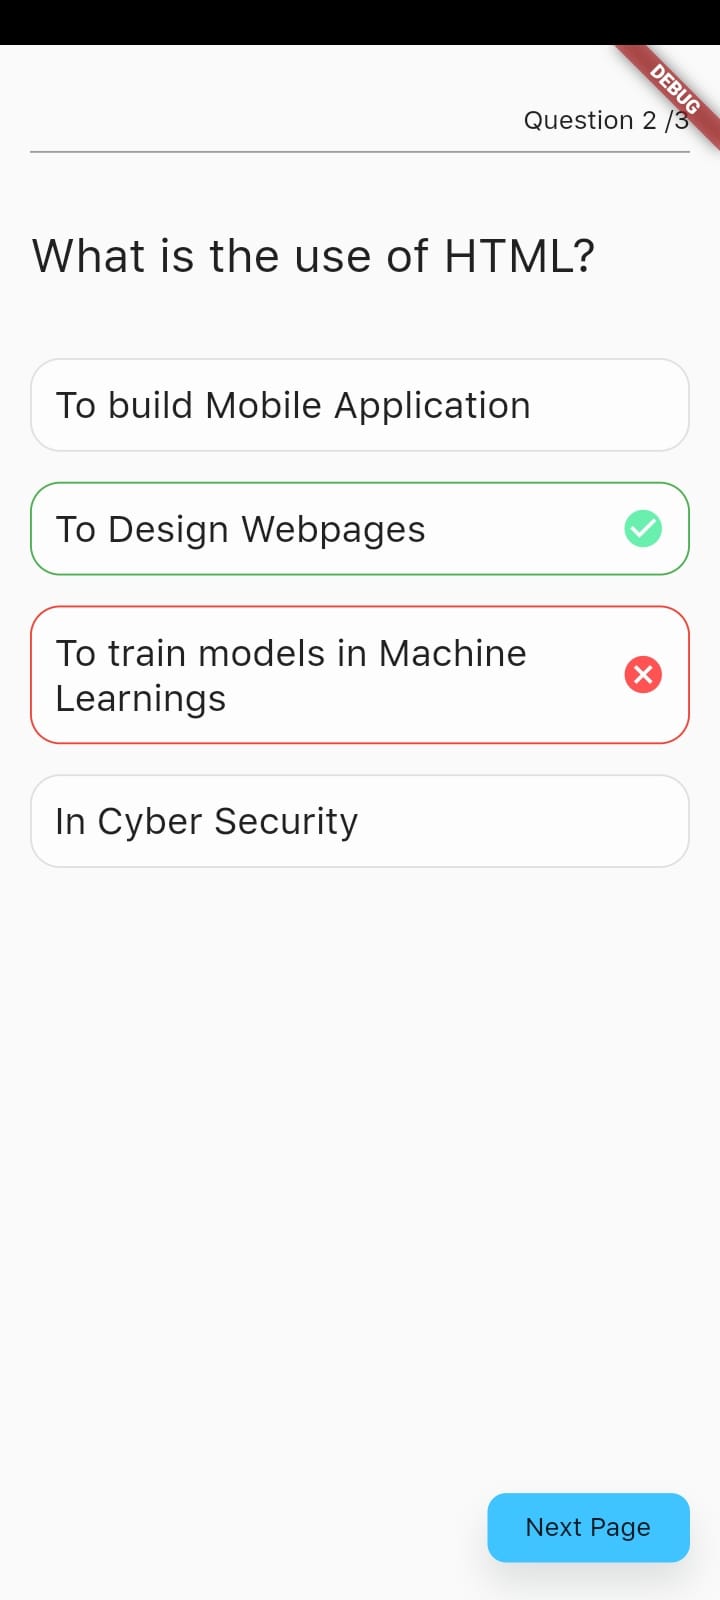 DEBUG
Question 2 /3
What is the use of HTML?
To build Mobile Application
To Design Webpages
To train models in Machine
Learnings
In Cyber Security
Next Page